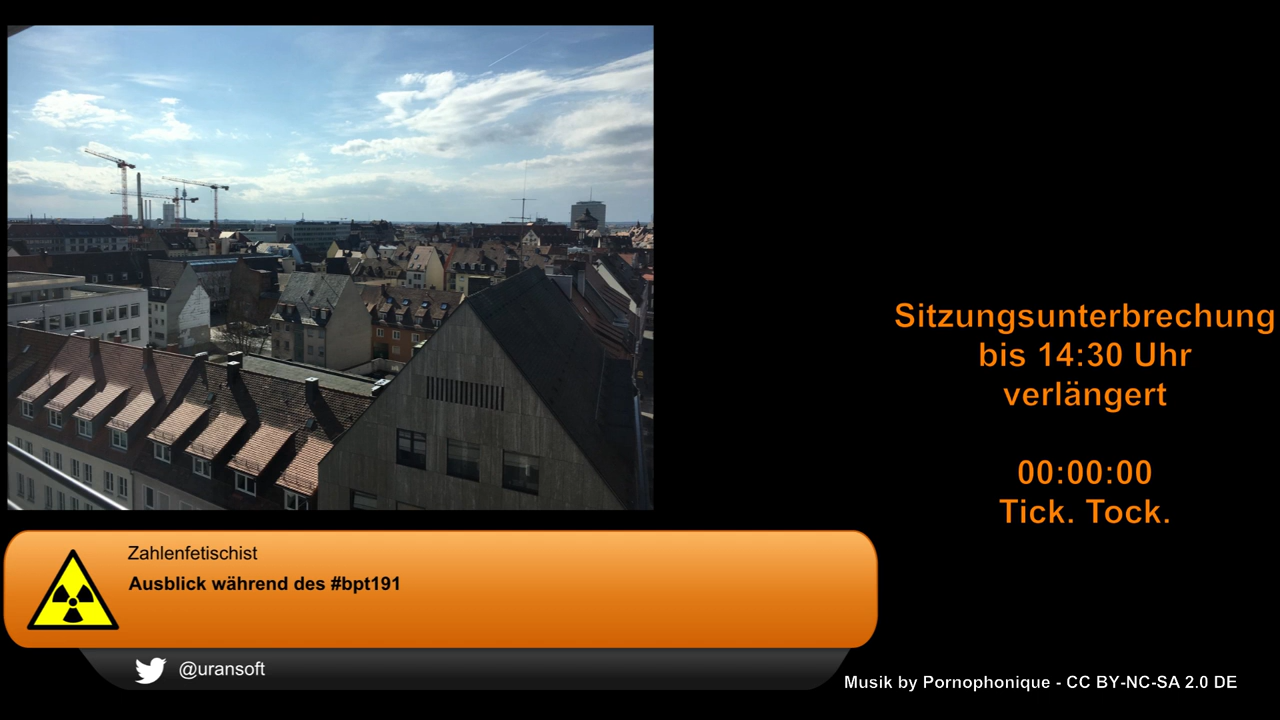 Sitzungsunterbrechung
bis 14:30 Uhr
verlängert
00:00:00
Tick. Tock.
Zahlenfetischist
Ausblick während des #bpt191
@uransoft
Musik by Pornophonique - CC BY-NC-SA 2.0 DE